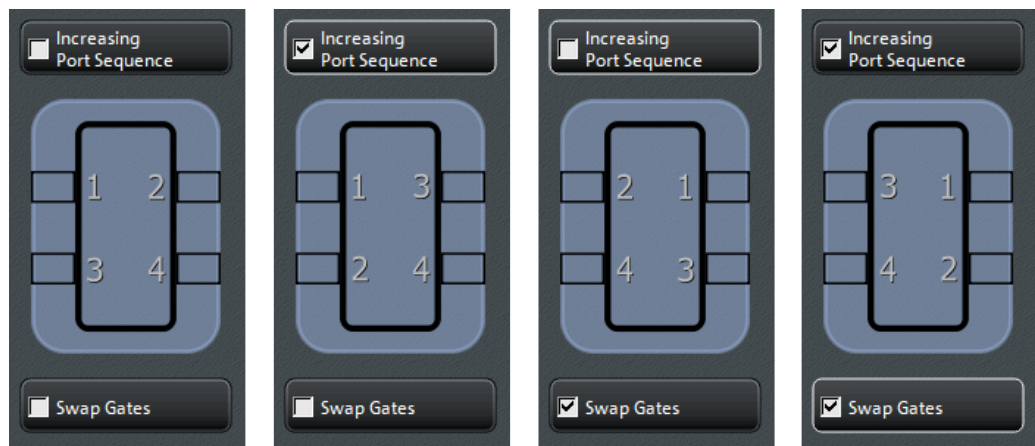 Increasing
Port Sequence
1 2
3 4
Swap Gates
Increasing
Port Sequence
1 3
2 4
Swap Gates
Increasing
Port Sequence
2 1
4 3
Swap Gates
Increasing
Port Sequence
3 1
4 2
Swap Gates